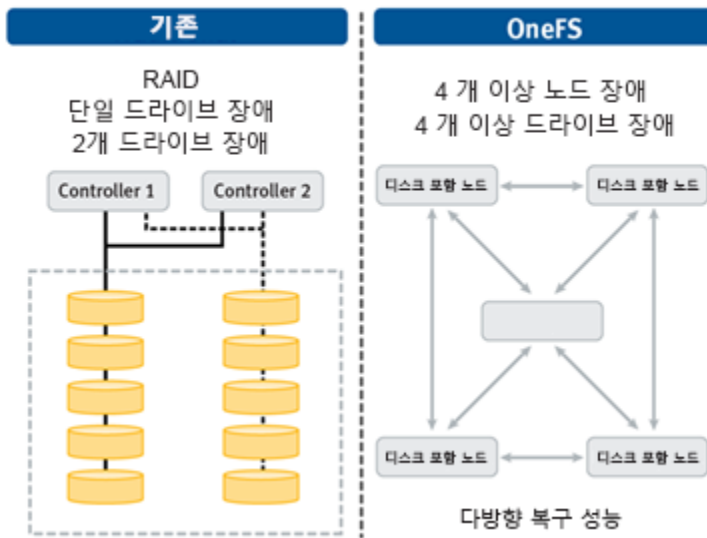 기존
RAID
단일 드라이브 장애
2개 드라이브 장애
Controller 1
Controller 2
OneFS
4 개 이상 노드 장애
4 개 이상 드라이브 장애
디스크 포함 노드
디스크 포함 노드
디스크 포함 노드
디스크 포함 노드
다방향 복구 성능